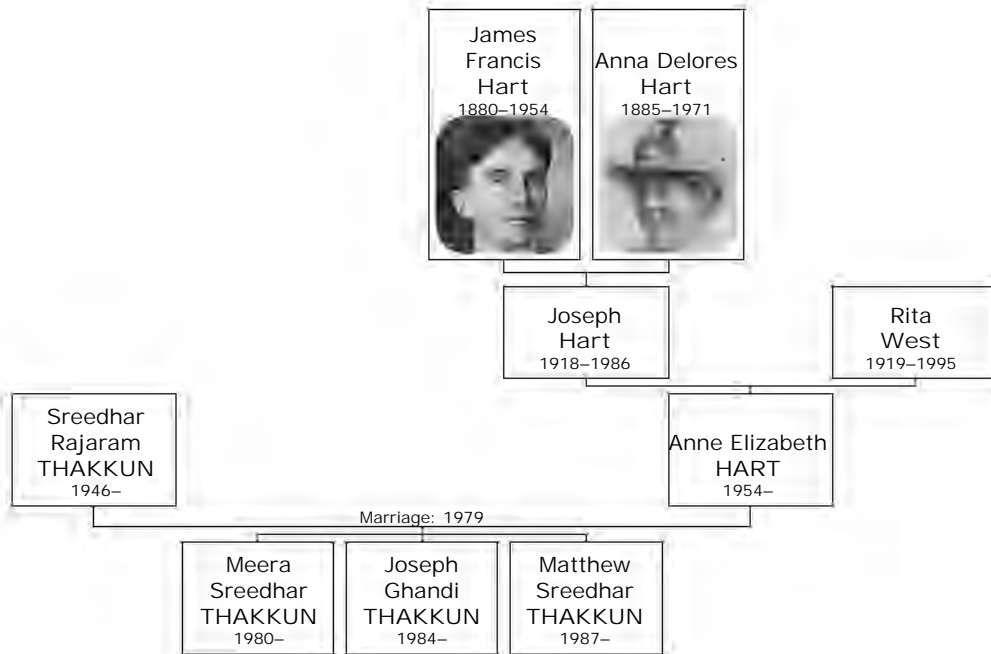 James
Francis
Hart
1880–1954
Anna Delores
Hart
1885–1971
Joseph
Hart
1918–1986
Rita
West
1919–1995
Sreedhar
Rajaram
THAKKUN
1946–
Anne Elizabeth
HART
1954–
Marriage: 1979
Meera
Sreedhar
THAKKUN
1980–
Joseph
Ghandi
THAKKUN
1984–
Matthew
Sreedhar
THAKKUN
1987–